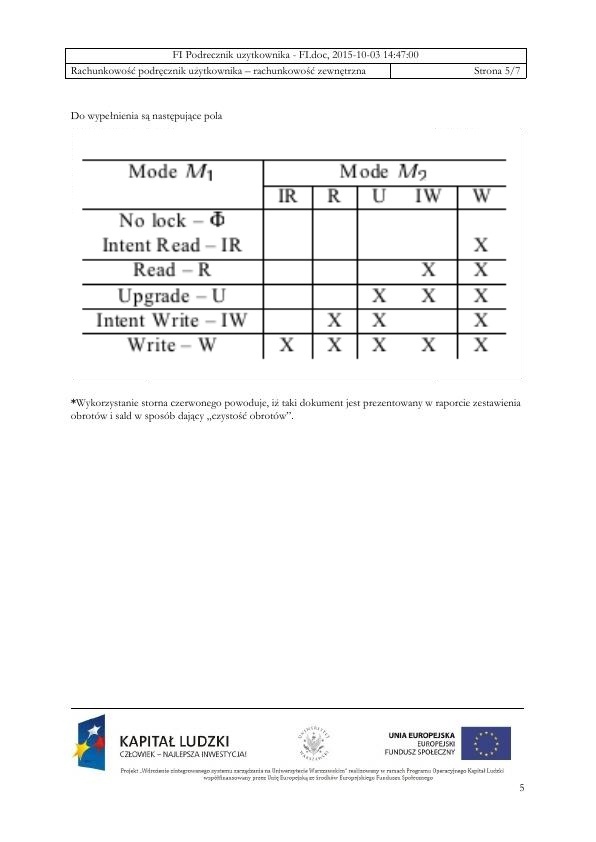 FI Podrecznik uzytkownika - FI.doc, 2015-10-03 14:47:00
Rachunkowość podręcznik użytkownika – rachunkowość zewnętrzna Strona 5/7
Do wypełnienia są następujące pola
Mode M1 Mode M2
IR R U IW W
No lock – Φ
Intent Read – IR X
Read – R X X
Upgrade – U X X X
Intent Write – IW X X X
Write – W X X X X X
*Wykorzystanie storna czerwonego powoduje, iż taki dokument jest prezentowany w raporcie zestawienia
obrotów i sald w sposób dający „czystość obrotów”.
KAPITAŁ LUDZKI
CZŁOWIEK – NAJLEPSZA INWESTYCJA!
UNIWERSYTET
WARSZAWSKI
UNIA EUROPEJSKA
EUROPEJSKI
FUNDUSZ SPOŁECZNY
Projekt „Wdrożenie zintegrowanego systemu zarządzania na Uniwersytecie Warszawskim” realizowany w ramach Programu Operacyjnego Kapitał Ludzki
współfinansowany przez Unię Europejską ze środków Europejskiego Funduszu Społecznego
5